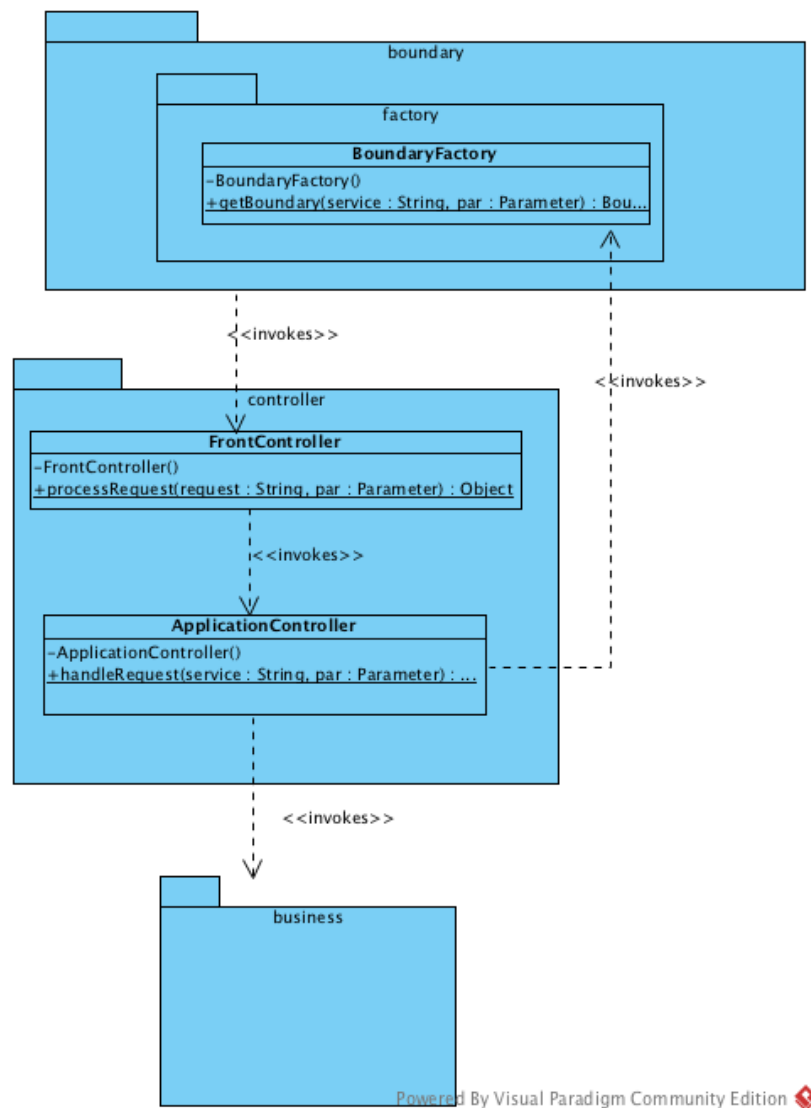 boundary
factory
BoundaryFactory
-BoundaryFactory()
+getBoundary(service : String, par : Parameter) : Bou...
<<invokes>>
<<invokes>>
controller
FrontController
-FrontController()
+processRequest(request : String, par : Parameter) : Object
<<invokes>>
ApplicationController
-ApplicationController()
+handleRequest(service : String, par : Parameter) : ...
<<invokes>>
business
Powered By Visual Paradigm Community Edition